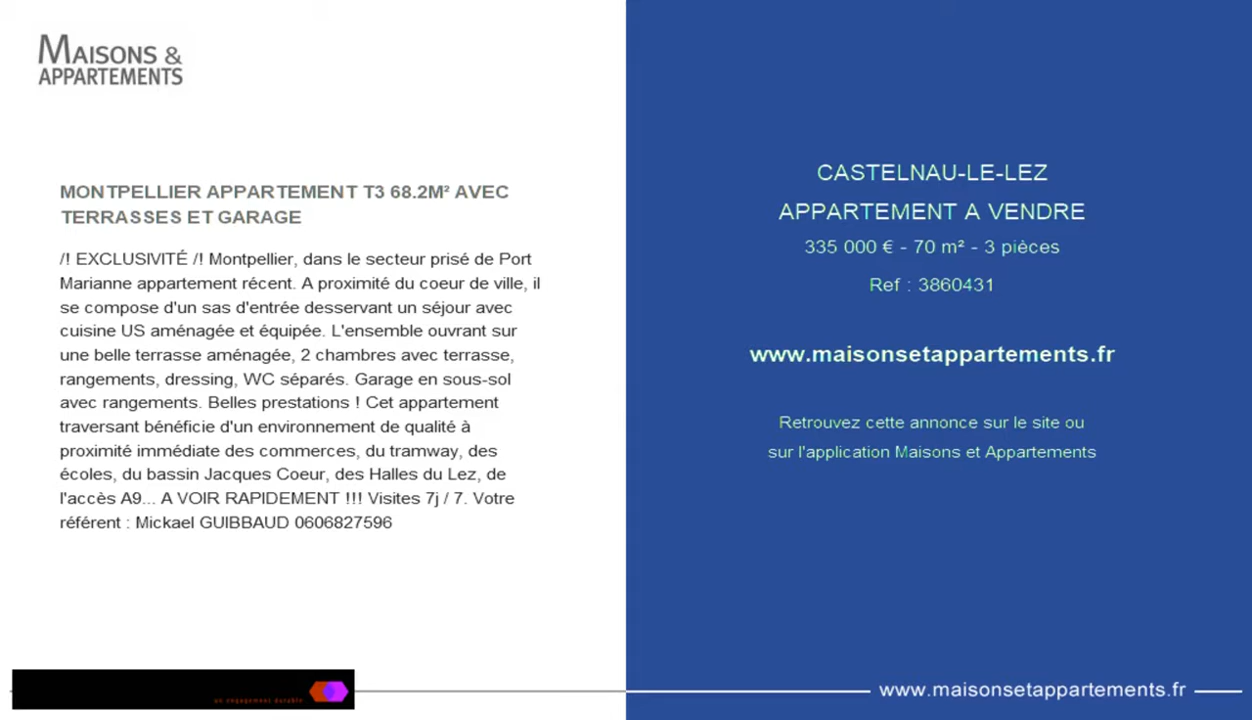 MAISONS &
APPARTEMENTS
MONTPELLIER APPARTEMENT T3 68.2M² AVEC
TERRASSES ET GARAGE
/! EXCLUSIVITÉ /! Montpellier, dans le secteur prisé de Port
Marianne appartement récent. A proximité du coeur de ville, il
se compose d'un sas d'entrée desservant un séjour avec
cuisine US aménagée et équipée. L'ensemble ouvrant sur
une belle terrasse aménagée, 2 chambres avec terrasse,
rangements, dressing, WC séparés. Garage en sous-sol
avec rangements. Belles prestations ! Cet appartement
traversant bénéficie d'un environnement de qualité à
proximité immédiate des commerces, du tramway, des
écoles, du bassin Jacques Coeur, des Halles du Lez, de
l'accès A9... A VOIR RAPIDEMENT !!! Visites 7j / 7. Votre
référent : Mickael GUIBBAUD 0606827596
un engagement durable
CASTELNAU-LE-LEZ
APPARTEMENT A VENDRE
335 000 € - 70 m² - 3 pièces
Ref : 3860431
www.maisonsetappartements.fr
Retrouvez cette annonce sur le site ou
sur l'application Maisons et Appartements
www.maisonsetappartements.fr